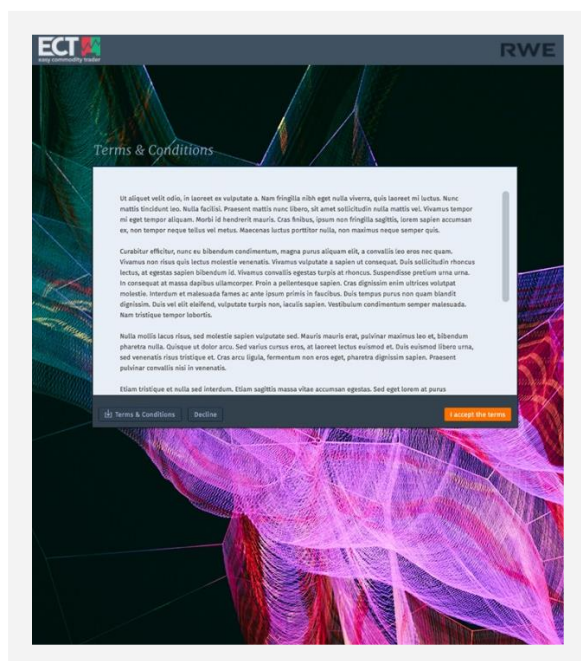 ECT
easy commodity trader
RWE
Terms & Conditions
Ut aliquet velit odio, in laoreet ex vulputate a. Nam fringilla nibh eget nulla viverra, quis laoreet mi luctus. Nunc
mattis tincidunt leo. Nulla facilisi. Praesent mattis nunc libero, sit amet sollicitudin nulla mattis vel. Vivamus tempor
mi eget tempor aliquam. Morbi id hendrerit mauris. Cras finibus, ipsum non fringilla sagittis, lorem sapien accumsan
ex, non tempor neque tellus vel metus. Maecenas luctus porttitor nulla, non maximus neque semper quis.
Curabitur efficitur, nunc eu bibendum condimentum, magna purus aliquam elit, a convallis leo eros nec quam.
Vivamus non risus quis lectus molestie venenatis. Vivamus vulputate a sapien ut consequat. Duis sollicitudin rhoncus
lectus, at egestas sapien bibendum id. Vivamus convallis egestas turpis at rhoncus. Suspendisse pretium urna urna.
In consequat at massa dapibus ullamcorper. Proin a pellentesque sapien. Cras dignissim enim ultrices volutpat
molestie. Interdum et malesuada fames ac ante ipsum primis in faucibus. Duis tempus purus non quam blandit
dignissim. Duis vel elit eleifend, vulputate turpis non, iaculis sapien. Vestibulum condimentum semper malesuada.
Nam tristique tempor lobortis.
Nulla mollis lacus risus, sed molestie sapien vulputate sed. Mauris mauris erat, pulvinar maximus leo et, bibendum
pharetra nulla. Quisque ut dolor arcu. Sed varius cursus eros, at laoreet lectus euismod et. Duis euismod libero urna,
sed venenatis risus tristique et. Cras arcu ligula, fermentum non eros eget, pharetra dignissim sapien. Praesent
pulvinar convallis nisi in venenatis.
Etiam tristique et nulla sed interdum. Etiam sagittis massa vitae accumsan egestas. Sed eget lorem at purus
Terms & Conditions
Decline
I accept the terms